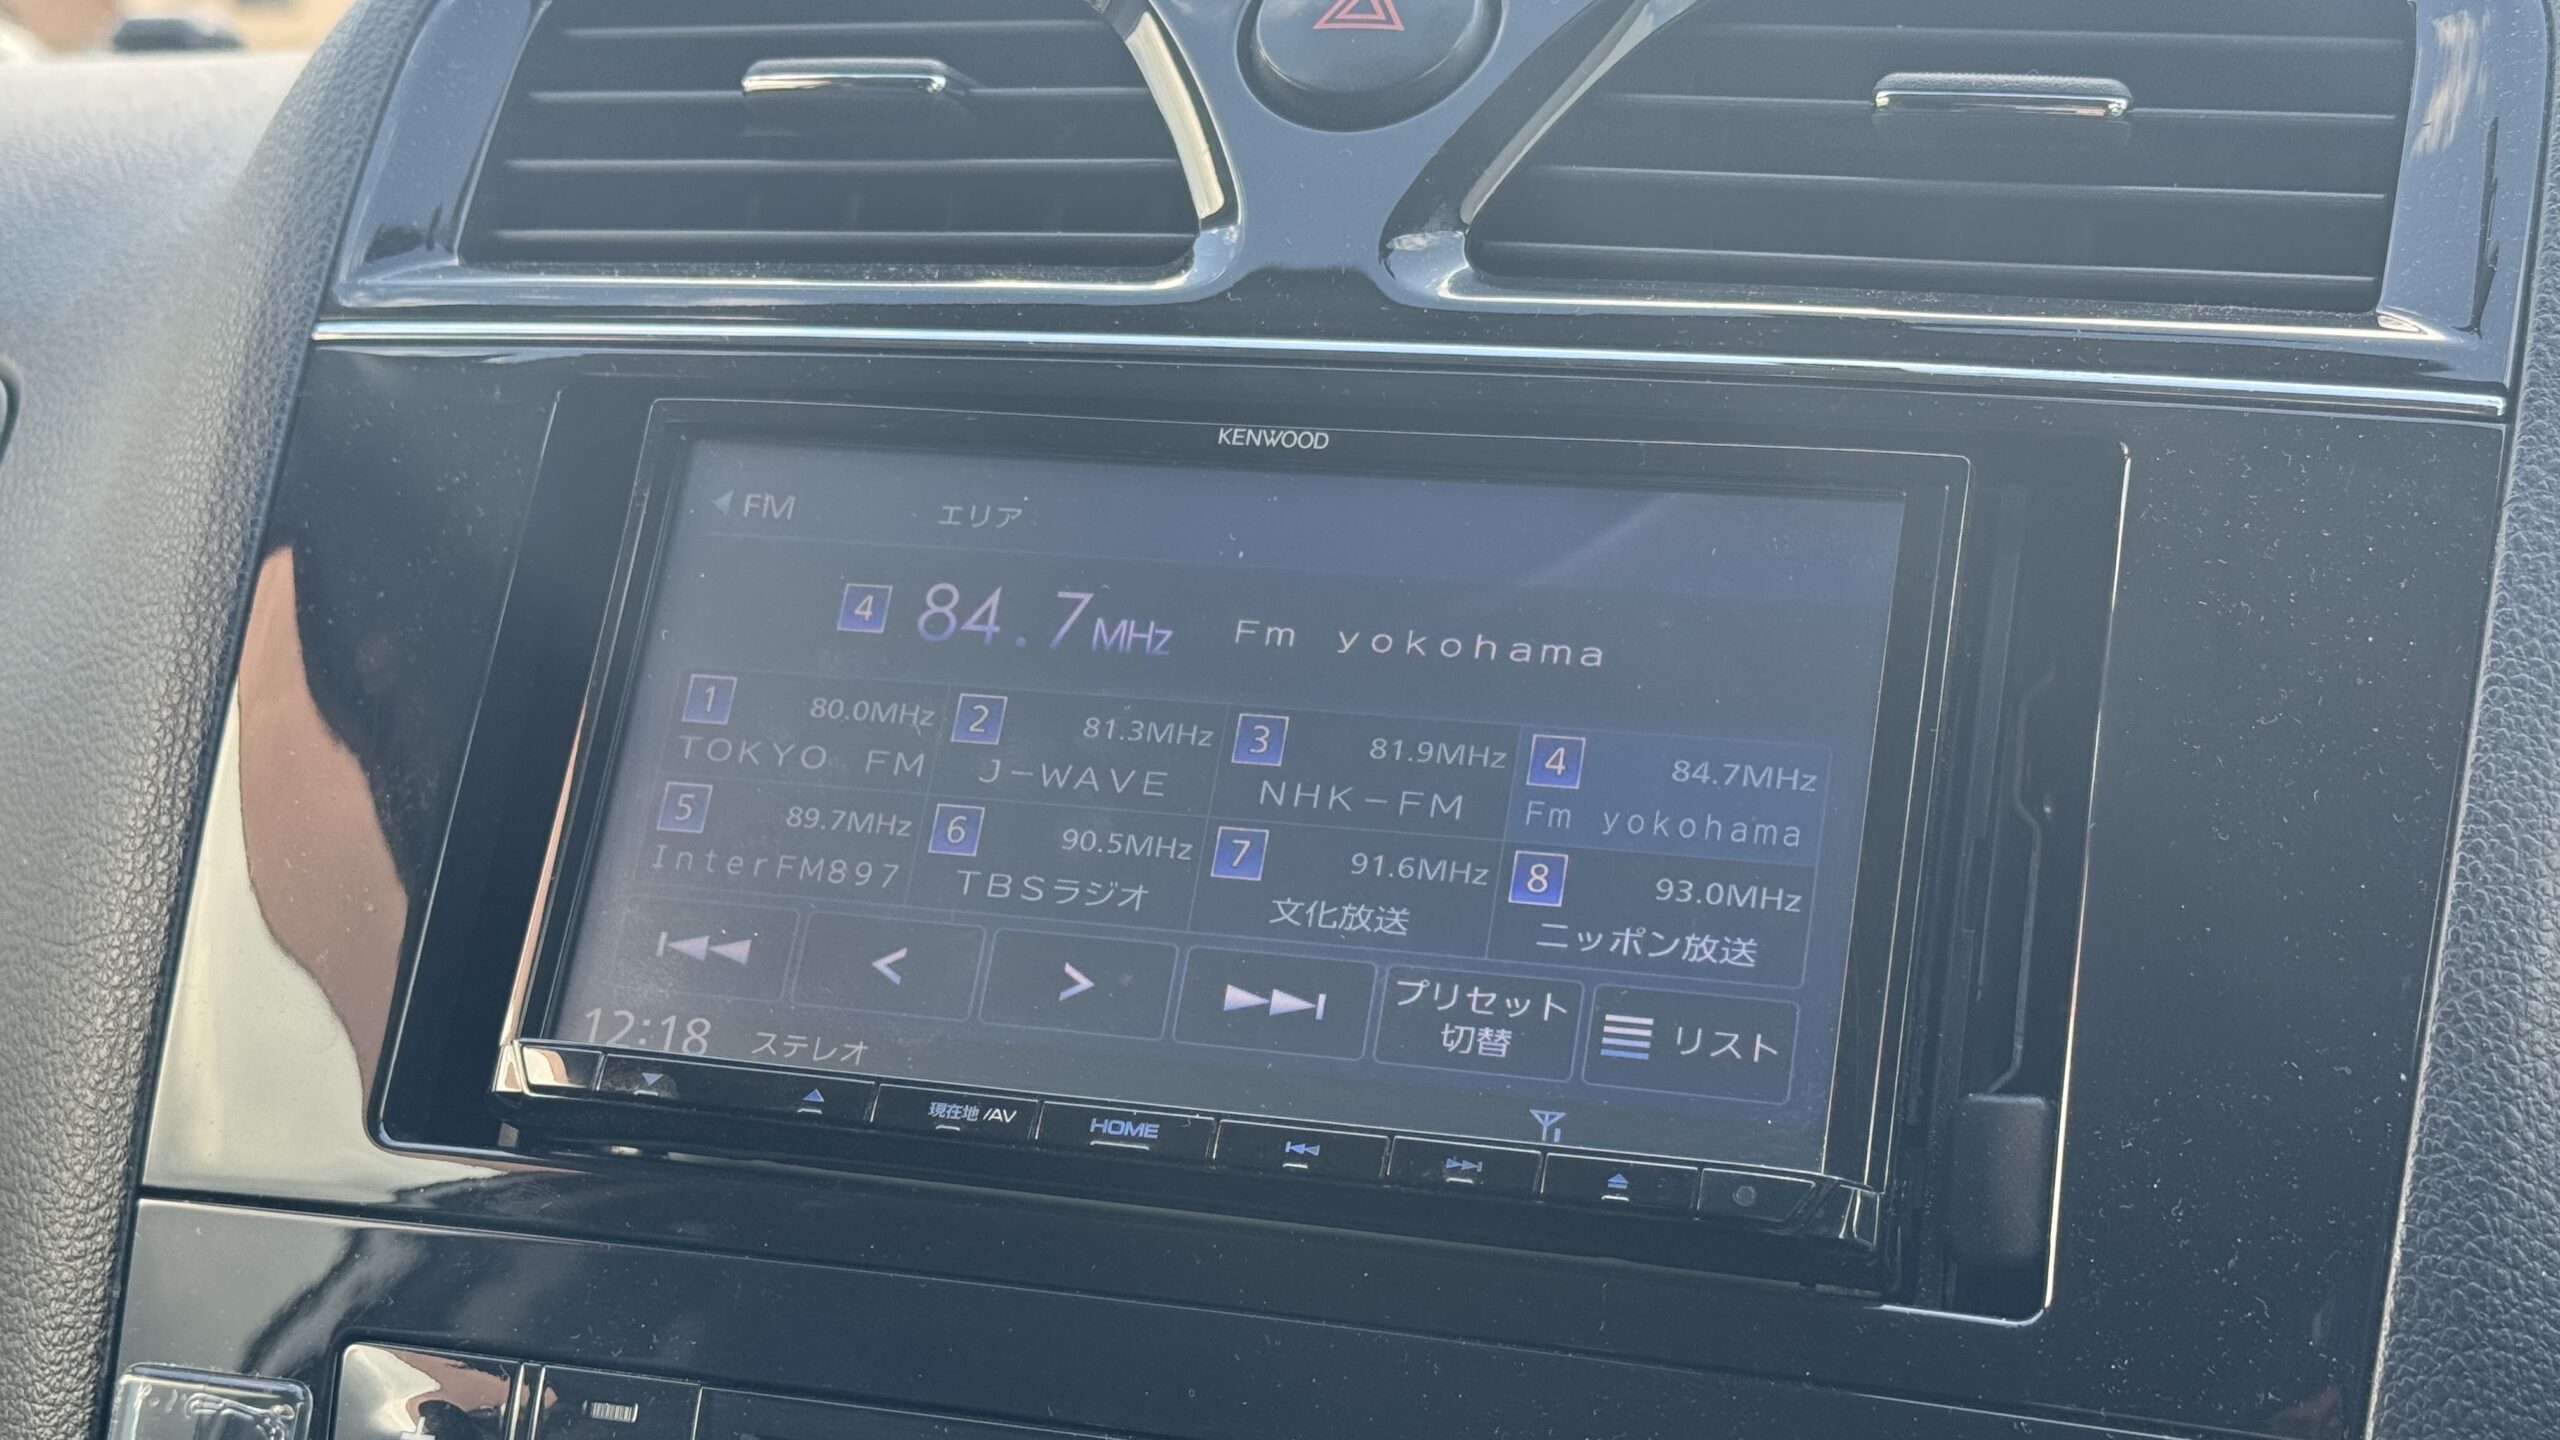 KENWOOD
FM エリア
4 84.7MHz Fm yokohama
1 80.0MHz 2 81.3MHz 3 81.9MHz 4 84.7MHz
TOKYO FM J-WAVE NHK-FM Fm yokohama
5 89.7MHz 6 90.5MHz 7 91.6MHz 8 93.0MHz
InterFM897 TBSラジオ 文化放送 ニッポン放送
< > プリセット
切替 リスト
12:18 ステレオ
現在地/AV HOME